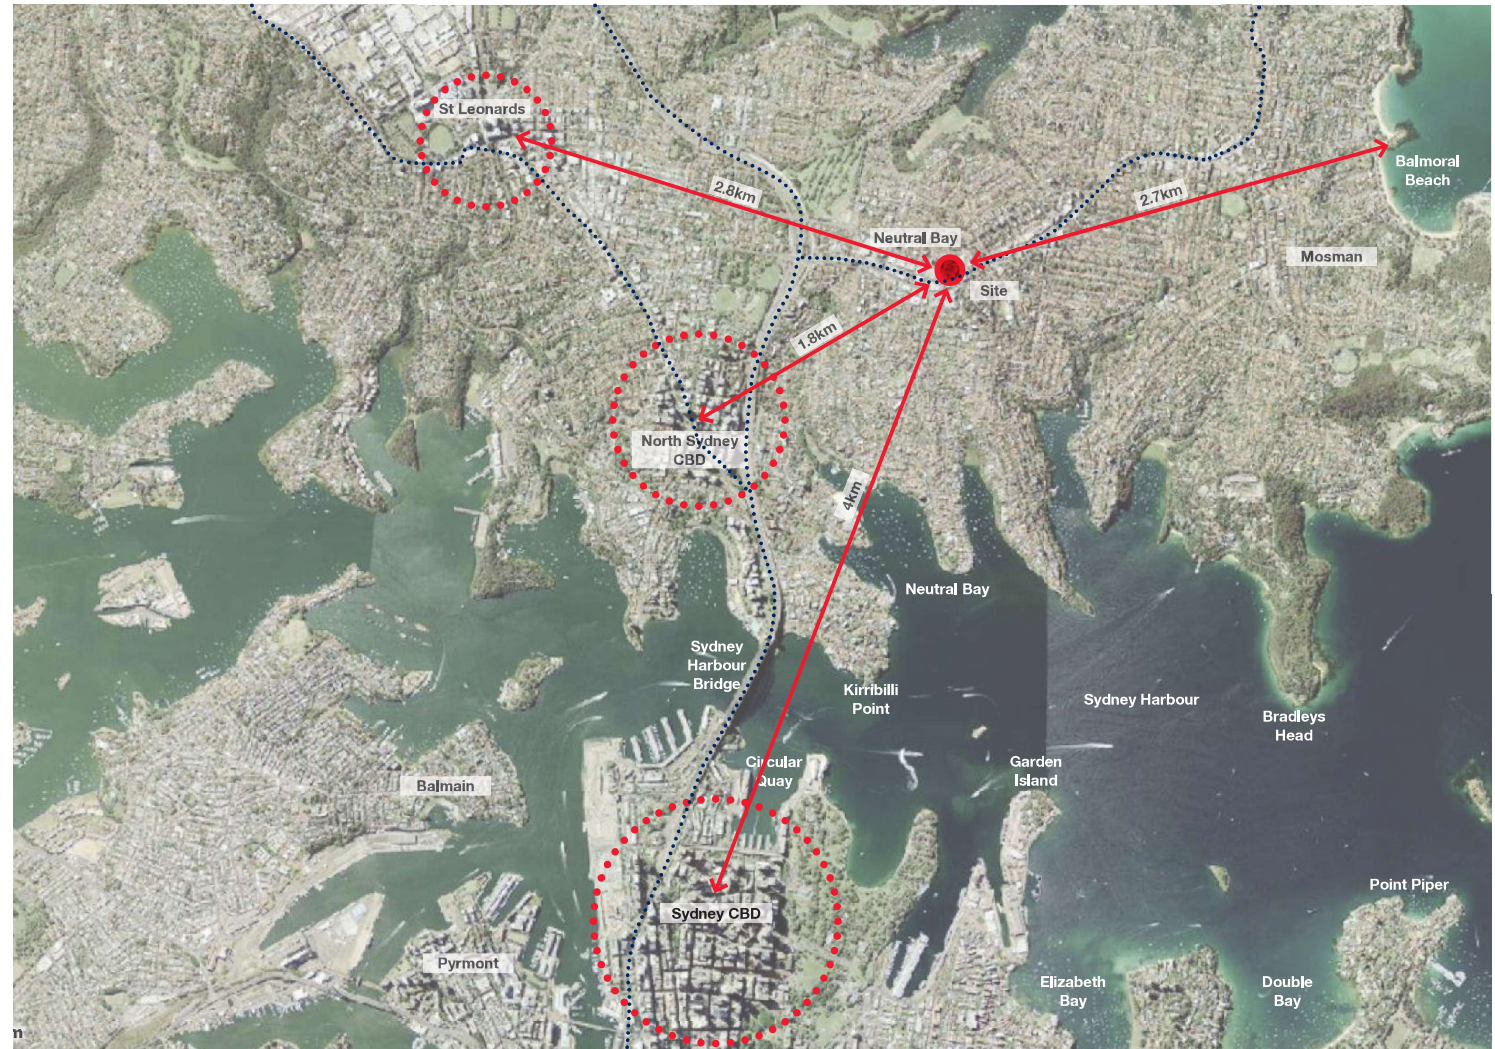 St Leonards
Balmoral
Beach
2.8km
2.7km
Neutral Bay
Mosman
Site
1.8km
North Sydney
CBD
4km
Neutral Bay
Sydney
Harbour
Bridge
Kirribilli
Point
Sydney Harbour
Bradleys
Head
Circular
Quay
Garden
Island
Balmain
Point Piper
Sydney CBD
Pyrmont
Elizabeth
Bay
Double
Bay
m